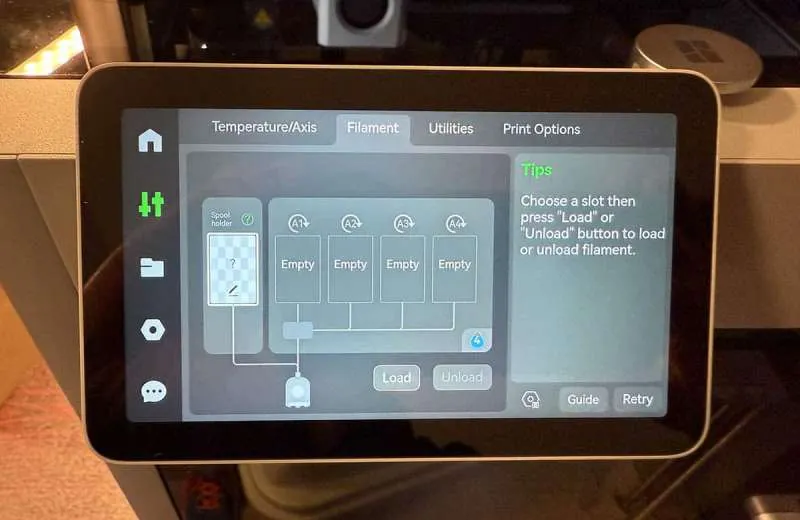 Temperature/Axis
Filament
Utilities
Print Options
Spool
holder
?
?
A1
A2
A3
A4
Empty
Empty
Empty
Empty
4
Load
Unload
Tips
Choose a slot then
press "Load" or
"Unload" button to load
or unload filament.
Guide
Retry